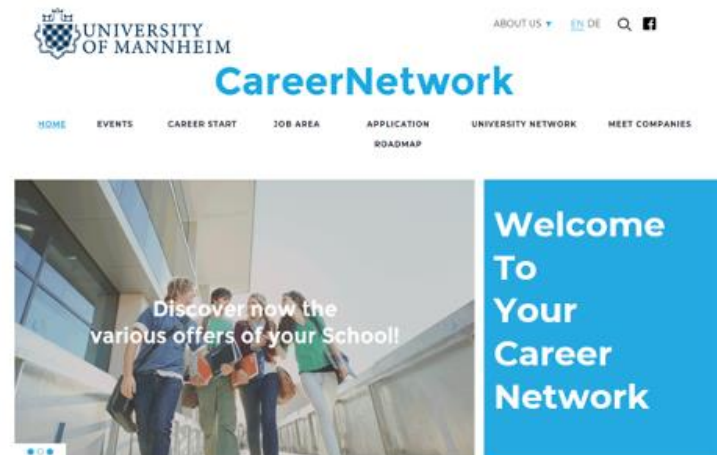 UNIVERSITY
OF MANNHEIM
ABOUT US ▼ EN DE
CareerNetwork
HOME EVENTS CAREER START JOB AREA APPLICATION ROADMAP UNIVERSITY NETWORK MEET COMPANIES
Discover now the
various offers of your School!
Welcome
To
Your
Career
Network